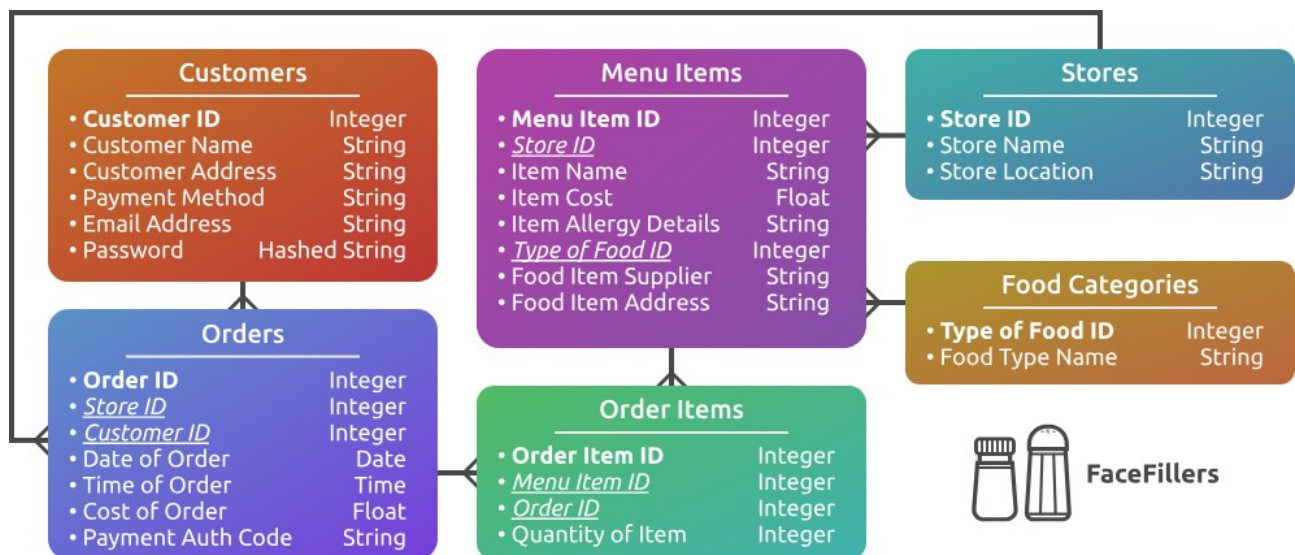 Customers
• Customer ID Integer
• Customer Name String
• Customer Address String
• Payment Method String
• Email Address String
• Password Hashed String
Menu Items
• Menu Item ID Integer
• Store ID Integer
• Item Name String
• Item Cost Float
• Item Allergy Details String
• Type of Food ID Integer
• Food Item Supplier String
• Food Item Address String
Stores
• Store ID Integer
• Store Name String
• Store Location String
Food Categories
• Type of Food ID Integer
• Food Type Name String
Orders
• Order ID Integer
• Store ID Integer
• Customer ID Integer
• Date of Order Date
• Time of Order Time
• Cost of Order Float
• Payment Auth Code String
Order Items
• Order Item ID Integer
• Menu Item ID Integer
• Order ID Integer
• Quantity of Item Integer
FaceFillers